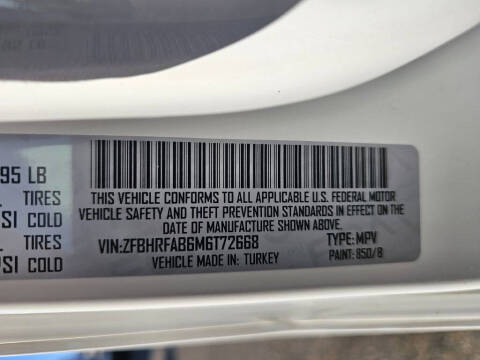 95 LB
TIRES
SI COLD
TIRES
PSI COLD
THIS VEHICLE CONFORMS TO ALL APPLICABLE U.S. FEDERAL MOTOR
VEHICLE SAFETY AND THEFT PREVENTION STANDARDS IN EFFECT ON THE
DATE OF MANUFACTURE SHOWN ABOVE.
VIN:ZFBHRFAB6M6T72668 TYPE:MPV
VEHICLE MADE IN: TURKEY PAINT: 850/B